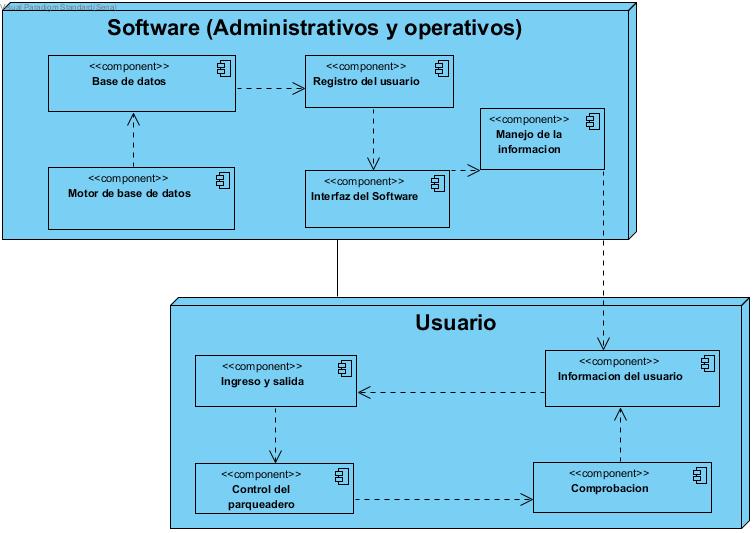 Visual Paradigm Standard(Sena)
Software (Administrativos y operativos)
<<component>>
Base de datos
<<component>>
Registro del usuario
<<component>>
Manejo de la
informacion
<<component>>
Motor de base de datos
<<component>>
Interfaz del Software
Usuario
<<component>>
Ingreso y salida
<<component>>
Informacion del usuario
<<component>>
Control del
parqueadero
<<component>>
Comprobacion